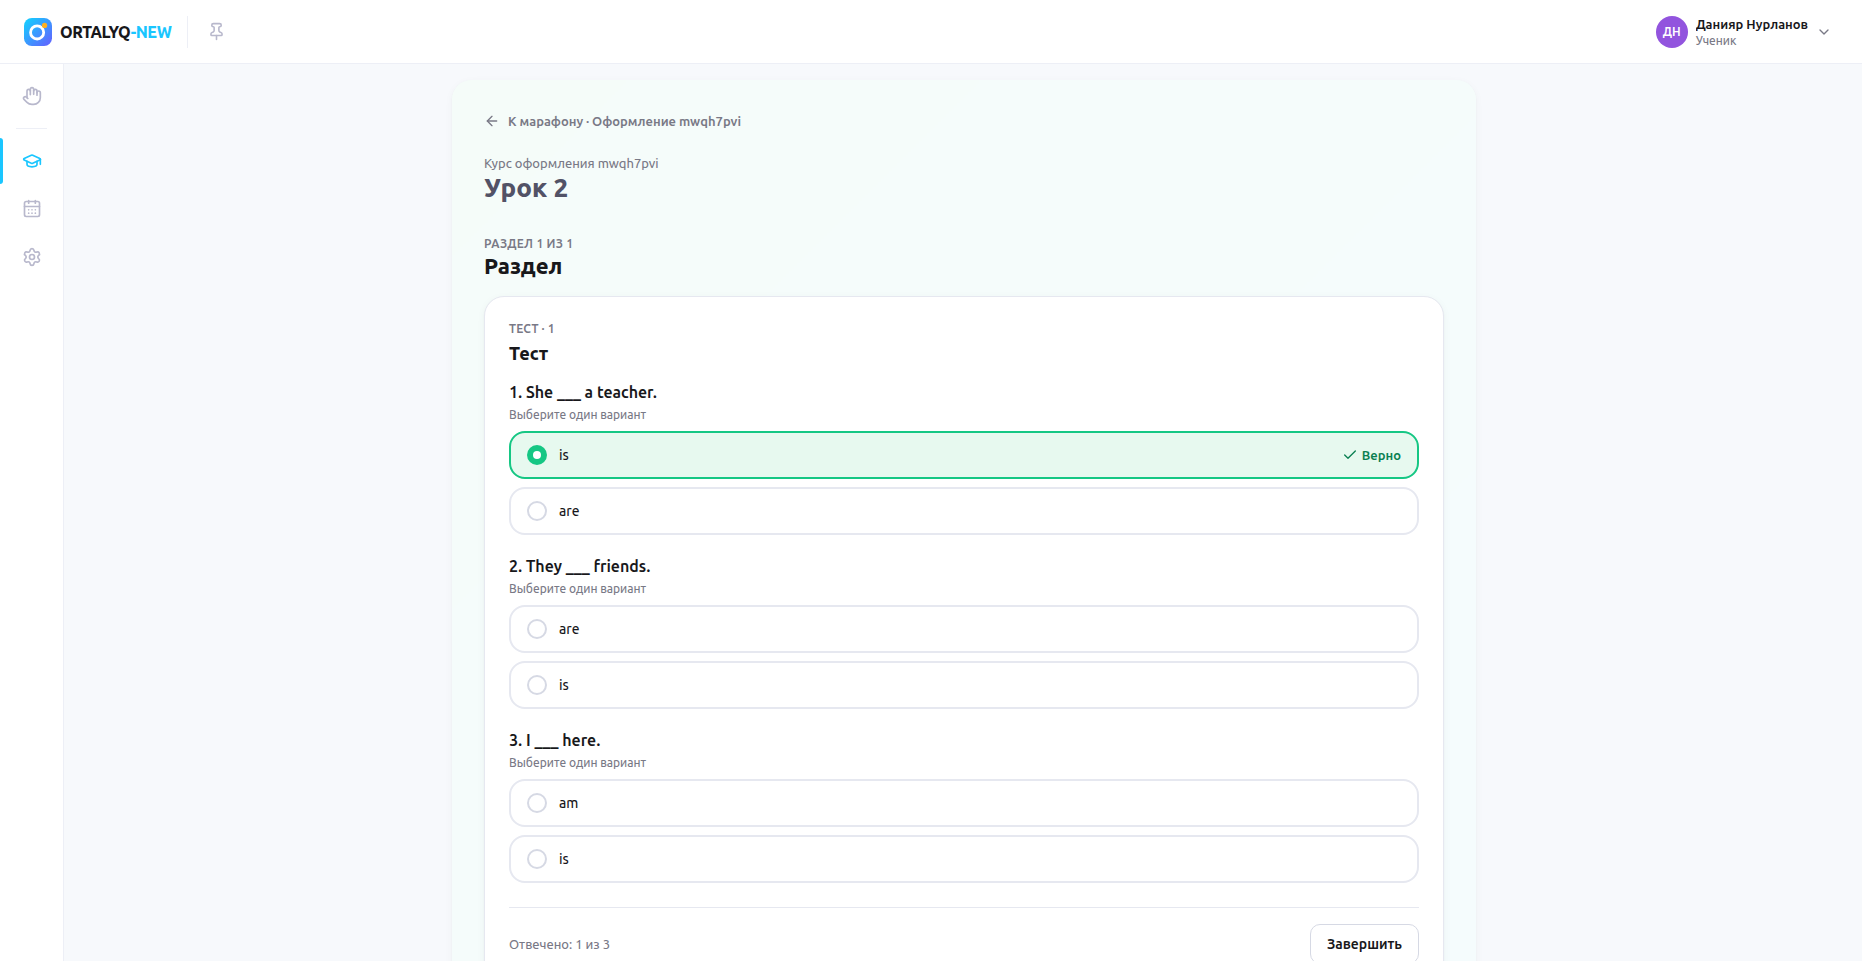 ORTALYQ-NEW
ДН
Данияр Нурланов
Ученик
К марафону · Оформление mwqh7pvi
Курс оформления mwqh7pvi
Урок 2
РАЗДЕЛ 1 ИЗ 1
Раздел
ТЕСТ · 1
Тест
1. She ___ a teacher.
Выберите один вариант
is
Верно
are
2. They ___ friends.
Выберите один вариант
are
is
3. I ___ here.
Выберите один вариант
am
is
Отвечено: 1 из 3
Завершить